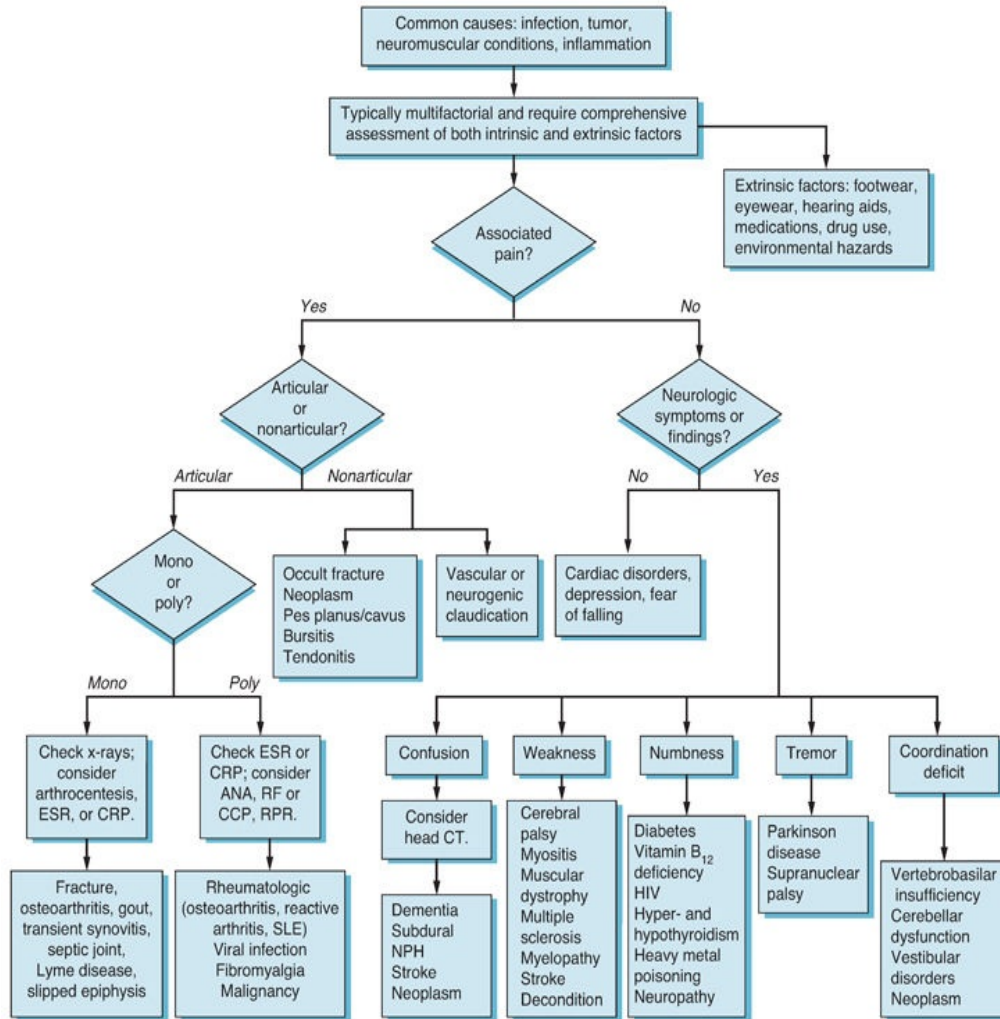 Common causes: infection, tumor,
neuromuscular conditions, inflammation
Typically multifactorial and require comprehensive
assessment of both intrinsic and extrinsic factors
Extrinsic factors: footwear,
eyewear, hearing aids,
medications, drug use,
environmental hazards
Associated
pain?
Yes
No
Articular
or
nonarticular?
Neurologic
symptoms or
findings?
Articular
Nonarticular
No
Yes
Mono
or
poly?
Occult fracture
Neoplasm
Pes planus/cavus
Bursitis
Tendonitis
Vascular or
neurogenic
claudication
Cardiac disorders,
depression, fear
of falling
Mono
Poly
Check x-rays;
consider
arthrocentesis,
ESR, or CRP.
Check ESR or
CRP; consider
ANA, RF or
CCP, RPR.
Confusion
Weakness
Numbness
Tremor
Coordination
deficit
Fracture,
osteoarthritis, gout,
transient synovitis,
septic joint,
Lyme disease,
slipped epiphysis
Rheumatologic
(osteoarthritis, reactive
arthritis, SLE)
Viral infection
Fibromyalgia
Malignancy
Consider
head CT.
Dementia
Subdural
NPH
Stroke
Neoplasm
Cerebral
palsy
Myositis
Muscular
dystrophy
Multiple
sclerosis
Myelopathy
Stroke
Decondition
Diabetes
Vitamin B12
deficiency
HIV
Hyper- and
hypothyroidism
Heavy metal
poisoning
Neuropathy
Parkinson
disease
Supranuclear
palsy
Vertebrobasilar
insufficiency
Cerebellar
dysfunction
Vestibular
disorders
Neoplasm